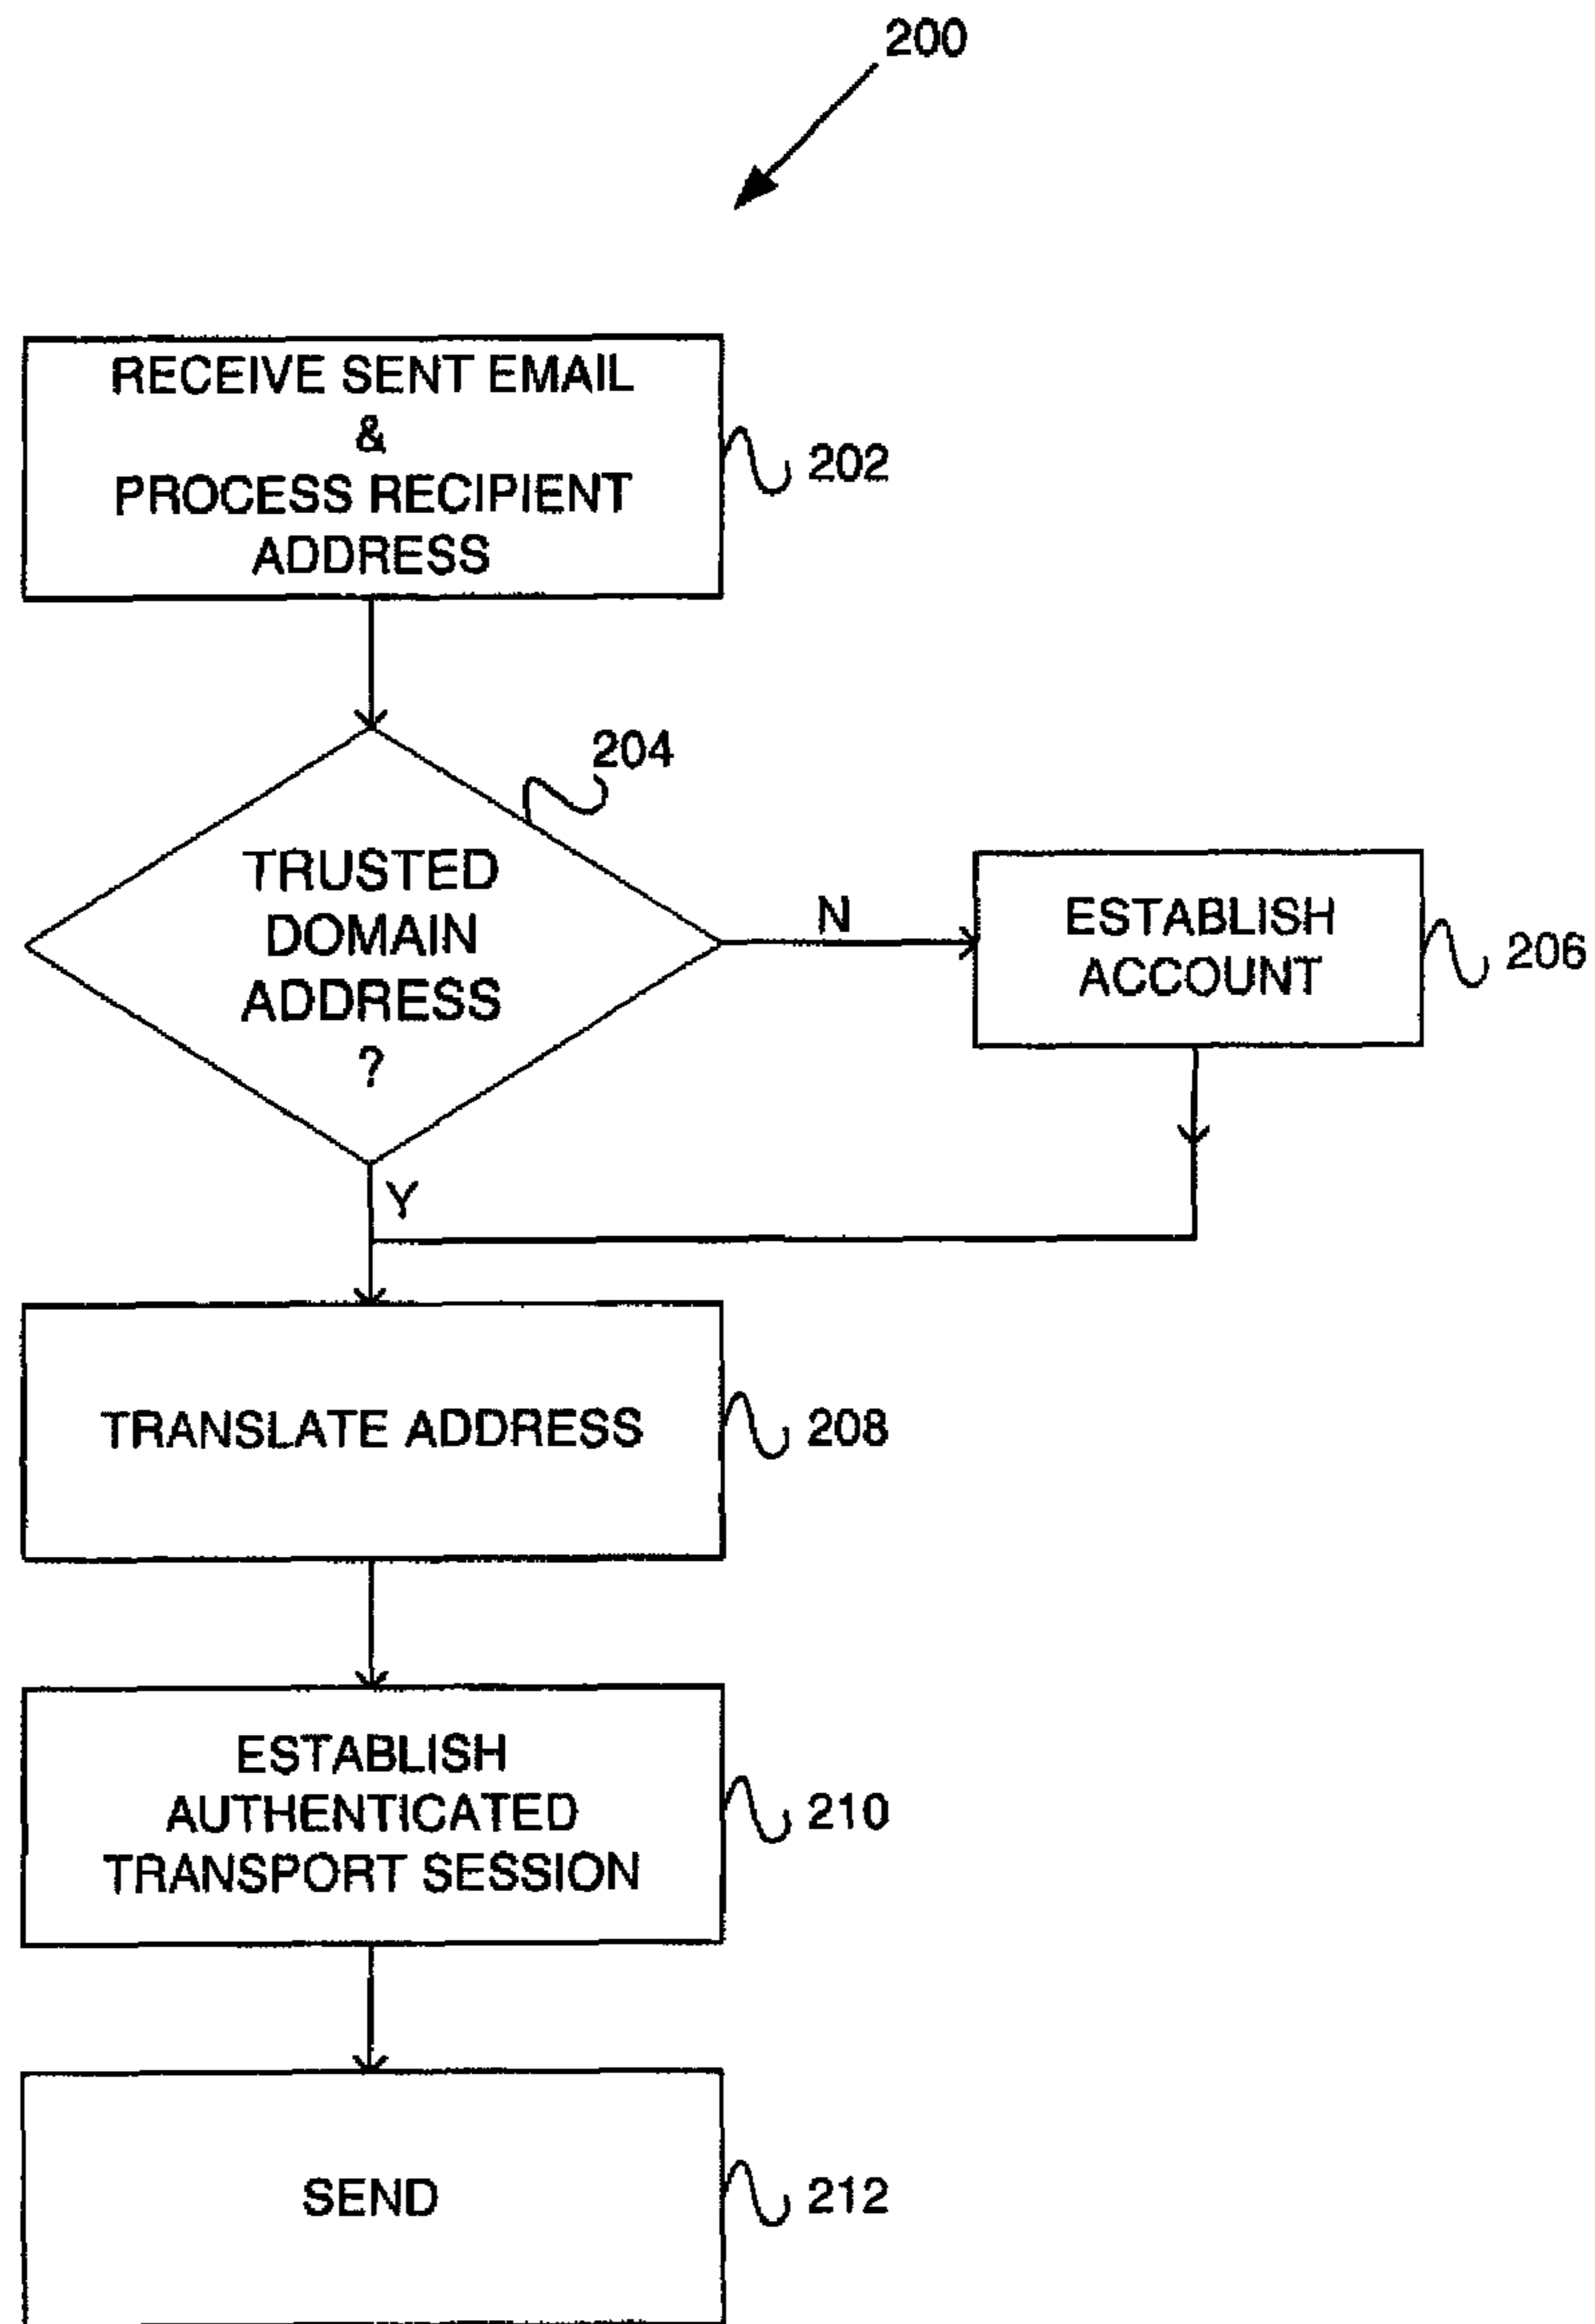 200
RECEIVE SENT EMAIL
&
PROCESS RECIPIENT
ADDRESS
202
204
TRUSTED
DOMAIN
ADDRESS
?
N
ESTABLISH
ACCOUNT
206
Y
TRANSLATE ADDRESS
208
ESTABLISH
AUTHENTICATED
TRANSPORT SESSION
210
SEND
212